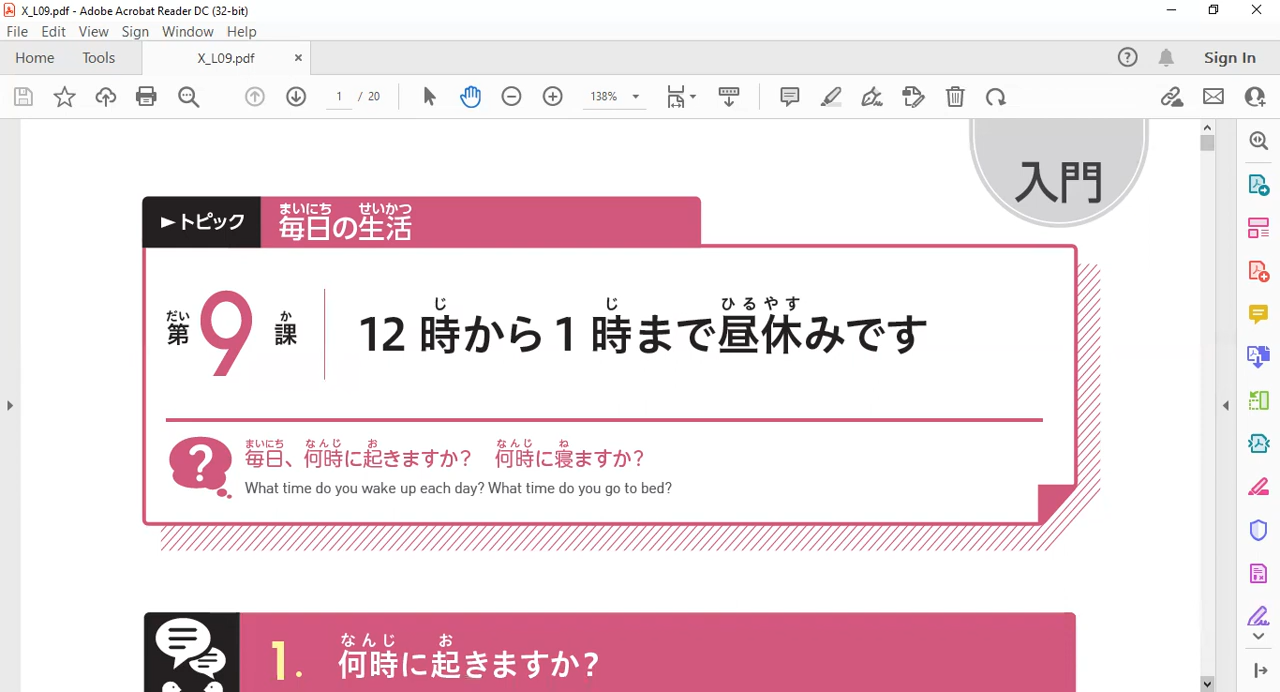 X_L09.pdf - Adobe Acrobat Reader DC (32-bit)
File Edit View Sign Window Help
Home Tools X_L09.pdf × Sign In
1 / 20 138%
入門
►トピック
まいにち せいかつ
毎日の生活
だい か
第9課
じ じ ひるやす
12時から1時まで昼休みです
?
まいにち なんじ お なんじ ね
毎日、何時に起きますか? 何時に寝ますか?
What time do you wake up each day? What time do you go to bed?
なんじ お
1. 何時に起きますか?